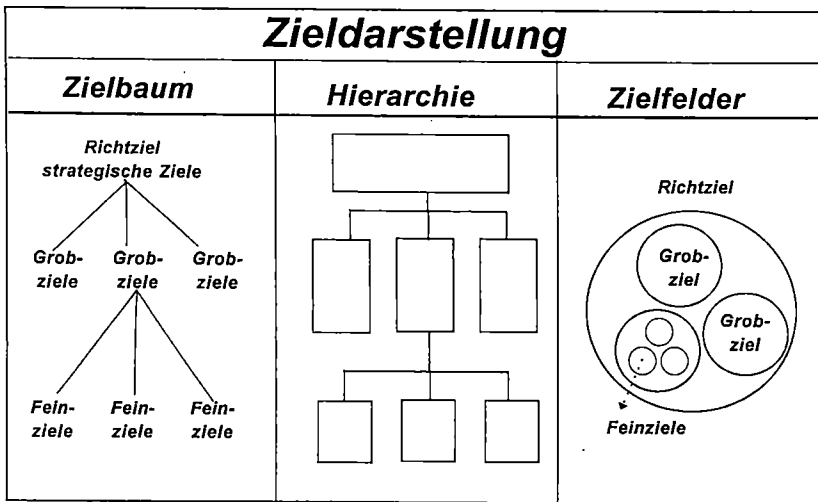 Zieldarstellung
Zielbaum
Hierarchie
Zielfelder
Richtziel
strategische Ziele
Grob-
ziele
Grob-
ziele
Grob-
ziele
Fein-
ziele
Fein-
ziele
Fein-
ziele
Richtziel
Grob-
ziel
Grob-
ziel
Feinziele